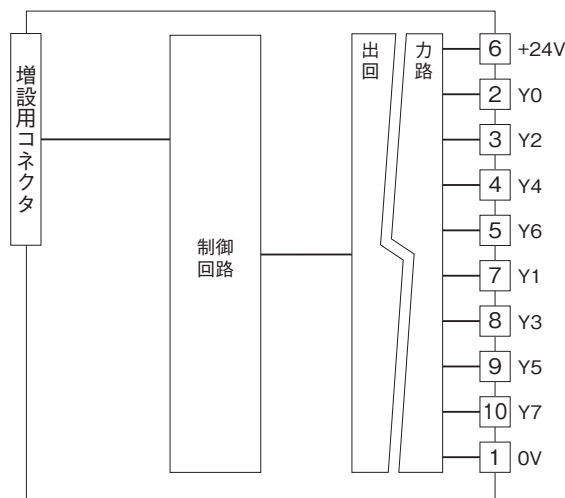 増設用コネクタ
制御
回路
出力
回路
6 +24V
2 Y0
3 Y2
4 Y4
5 Y6
7 Y1
8 Y3
9 Y5
10 Y7
1 0V